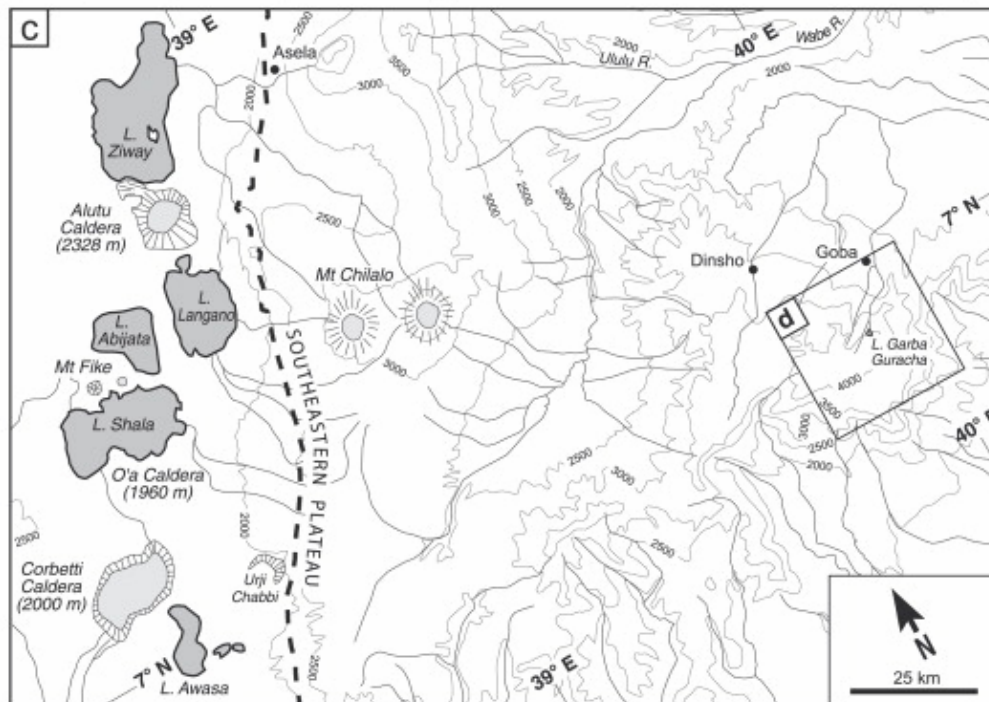 c
39° E
2500
Asela
2000
3500
3000
2000
Ululu R.
40° E
Wabe R.
2000
L.
Ziway
Alutu
Caldera
(2328 m)
2500
3000
2500
2000
7° N
Dinsho
Goba
Mt Chilalo
L.
Langano
L.
Abijata
Mt Fike
L. Shala
O'a Caldera
(1960 m)
3000
SOUTHEASTERN PLATEAU
d
L. Garba
Guracha
4000
3500
3000
2500
2000
40° E
2500
3000
2500
2500
2000
Corbetti
Caldera
(2000 m)
Urji
Chabbi
7° N
L. Awasa
2500
39° E
N
25 km